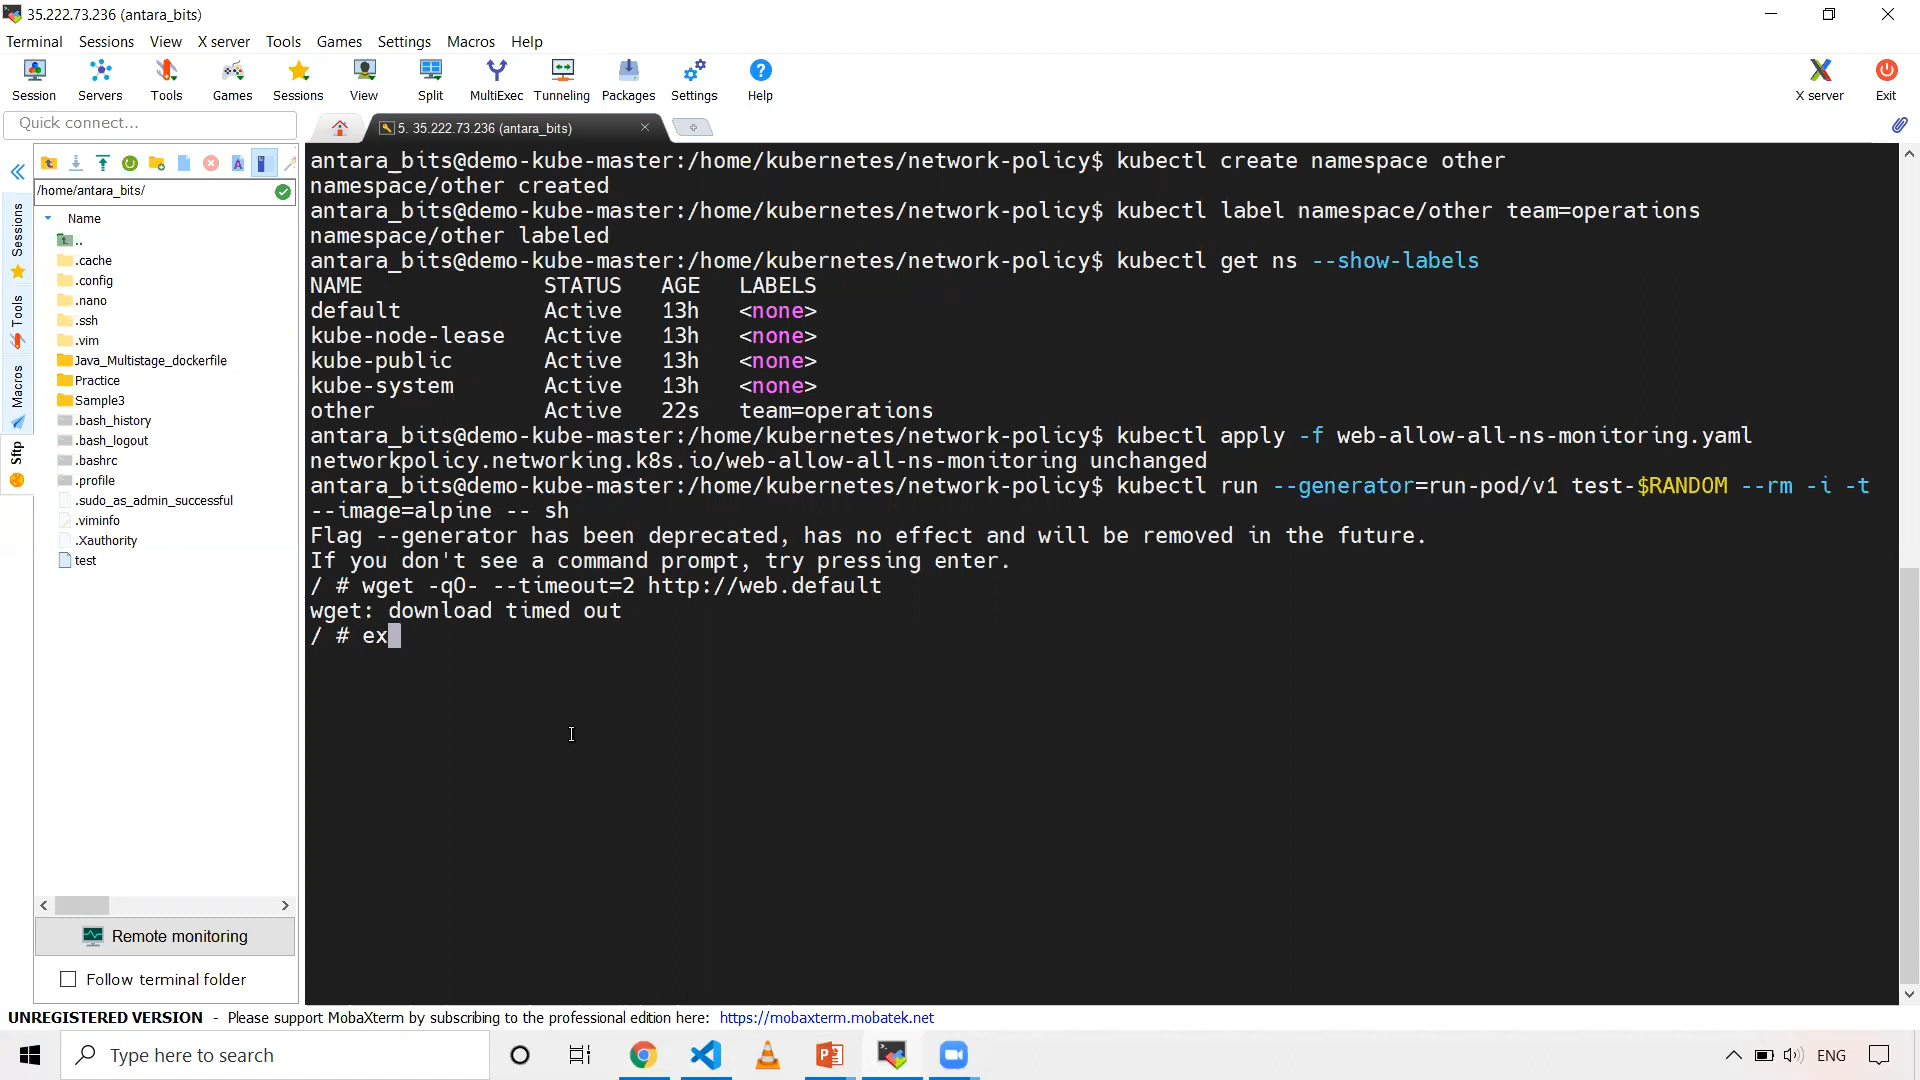 35.222.73.236 (antara_bits)
Terminal Sessions View X server Tools Games Settings Macros Help
Session Servers Tools Games Sessions View Split MultiExec Tunneling Packages Settings Help X server Exit
Quick connect...
5. 35.222.73.236 (antara_bits)
/home/antara_bits/
Name
..
.cache
.config
.nano
.ssh
.vim
Java_Multistage_dockerfile
Practice
Sample3
.bash_history
.bash_logout
.bashrc
.profile
.sudo_as_admin_successful
.viminfo
.Xauthority
test
Sessions
Tools
Macros
Sftp
Remote monitoring
Follow terminal folder
antara_bits@demo-kube-master:/home/kubernetes/network-policy$ kubectl create namespace other
namespace/other created
antara_bits@demo-kube-master:/home/kubernetes/network-policy$ kubectl label namespace/other team=operations
namespace/other labeled
antara_bits@demo-kube-master:/home/kubernetes/network-policy$ kubectl get ns --show-labels
NAME STATUS AGE LABELS
default Active 13h <none>
kube-node-lease Active 13h <none>
kube-public Active 13h <none>
kube-system Active 13h <none>
other Active 22s team=operations
antara_bits@demo-kube-master:/home/kubernetes/network-policy$ kubectl apply -f web-allow-all-ns-monitoring.yaml
networkpolicy.networking.k8s.io/web-allow-all-ns-monitoring unchanged
antara_bits@demo-kube-master:/home/kubernetes/network-policy$ kubectl run --generator=run-pod/v1 test-$RANDOM --rm -i -t
--image=alpine -- sh
Flag --generator has been deprecated, has no effect and will be removed in the future.
If you don't see a command prompt, try pressing enter.
/ # wget -qO- --timeout=2 http://web.default
wget: download timed out
/ # ex
UNREGISTERED VERSION - Please support MobaXterm by subscribing to the professional edition here: https://mobaxterm.mobatek.net
Type here to search
ENG